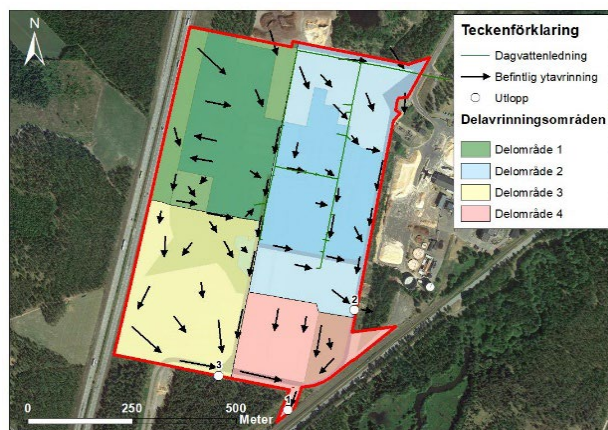 N
Teckenförklaring
Dagvattenledning
Befintlig ytavrinning
Utlopp
Delavrinningsområden
Delområde 1
Delområde 2
Delområde 3
Delområde 4
2
3
1
0 250 500
Meter